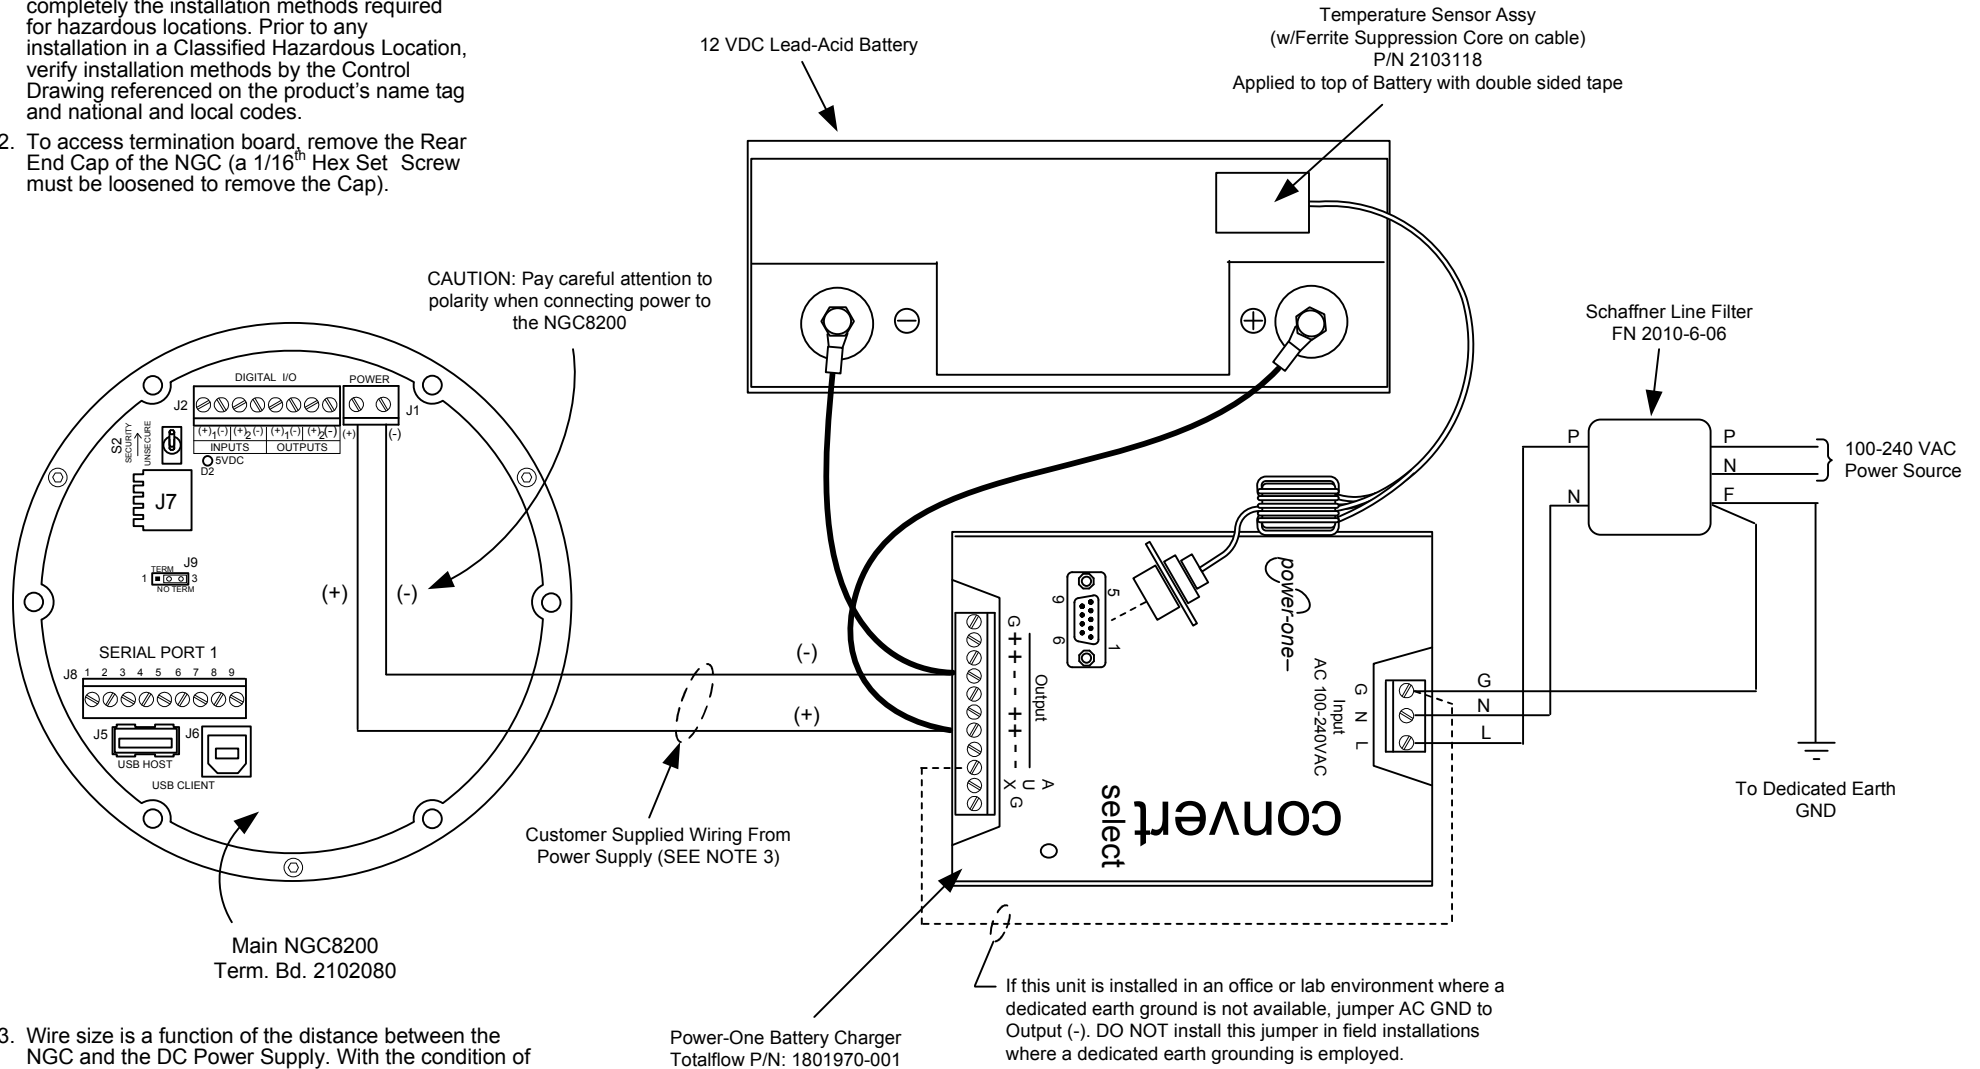 completely the installation methods required
for hazardous locations. Prior to any
installation in a Classified Hazardous Location,
verify installation methods by the Control
Drawing referenced on the product's name tag
and national and local codes.
2. To access termination board, remove the Rear
End Cap of the NGC (a 1/16th Hex Set Screw
must be loosened to remove the Cap).
12 VDC Lead-Acid Battery
Temperature Sensor Assy
(w/Ferrite Suppression Core on cable)
P/N 2103118
Applied to top of Battery with double sided tape
CAUTION: Pay careful attention to
polarity when connecting power to
the NGC8200
Schaffner Line Filter
FN 2010-6-06
P
N
P
N
F
100-240 VAC
Power Source
DIGITAL I/O
POWER
J2
J1
(+)1(-) (+)2(-) (+)1(-) (+)2(-) (+) (-)
INPUTS OUTPUTS
S2
SECURITY
UNSECURE
5VDC
D2
J7
J9
TERM
1 3
NO TERM
(+) (-)
SERIAL PORT 1
J8 1 2 3 4 5 6 7 8 9
J5
USB HOST
J6
USB CLIENT
(-)
(+)
Customer Supplied Wiring From
Power Supply (SEE NOTE 3)
Main NGC8200
Term. Bd. 2102080
G + + - - + + - -
Output
A U X G
5
9
6
1
power-one
Input
AC 100-240VAC
G N L
G
N
L
convert
select
To Dedicated Earth
GND
Power-One Battery Charger
Totalflow P/N: 1801970-001
If this unit is installed in an office or lab environment where a
dedicated earth ground is not available, jumper AC GND to
Output (-). DO NOT install this jumper in field installations
where a dedicated earth grounding is employed.
3. Wire size is a function of the distance between the
NGC and the DC Power Supply. With the condition of